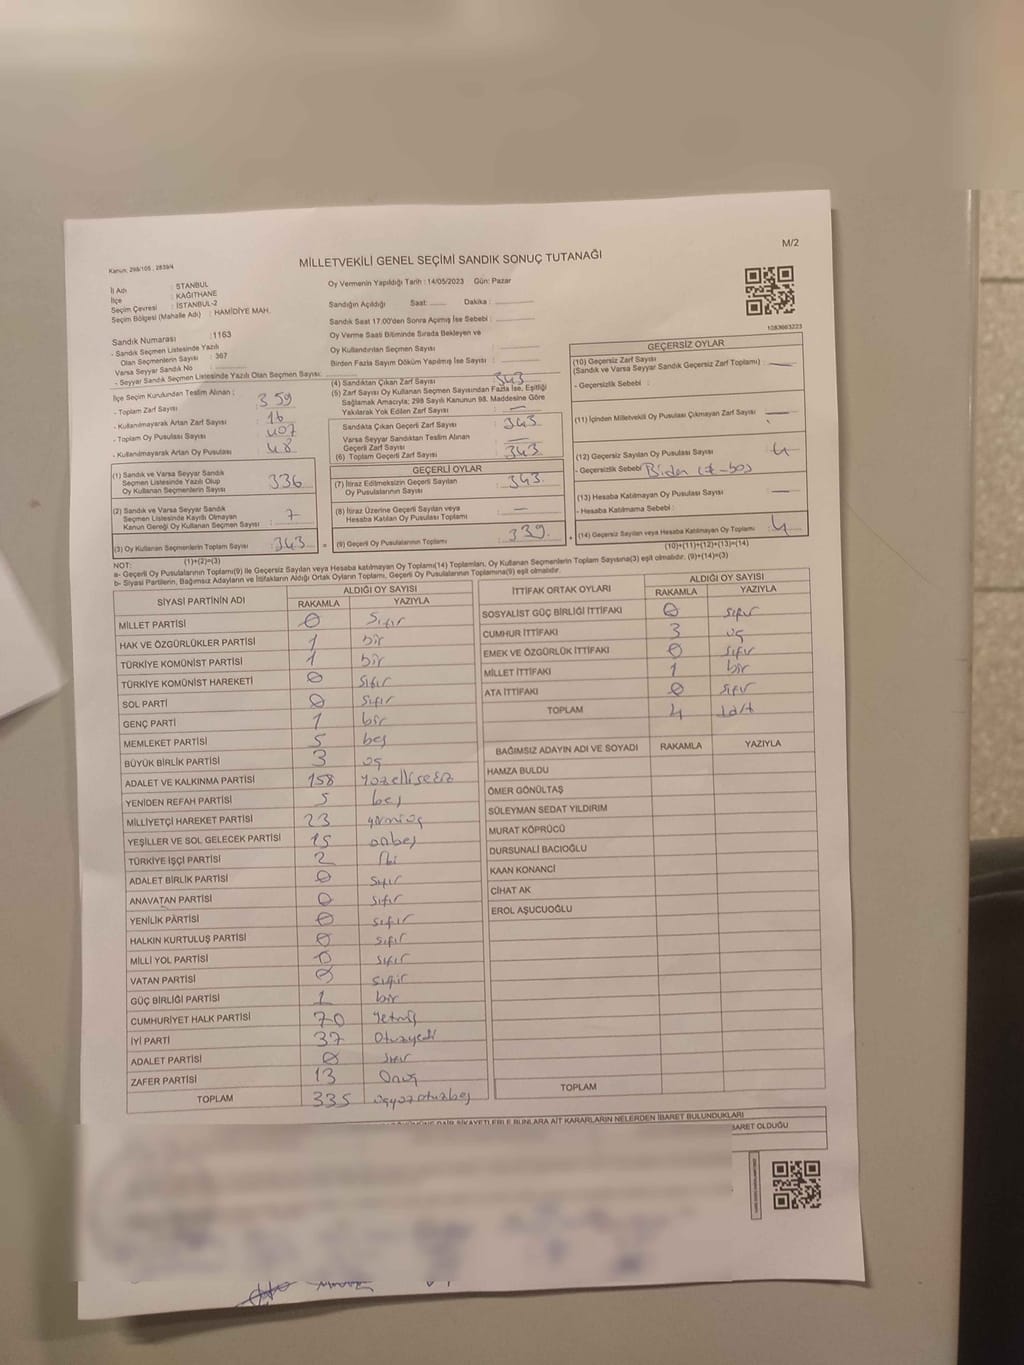 M/2
MİLLETVEKİLİ GENEL SEÇİMİ SANDIK SONUÇ TUTANAĞI
Kanun: 298/105, 2839/4
İl Adı : İSTANBUL
İlçe : KAĞITHANE
Seçim Çevresi : İSTANBUL-2
Seçim Bölgesi (Mahalle Adı) : HAMİDİYE MAH.
Sandık Numarası :1163
- Sandık Seçmen Listesinde Yazılı
Olan Seçmenlerin Sayısı : 367
Varsa Seyyar Sandık No :
- Seyyar Sandık Seçmen Listesinde Yazılı Olan Seçmen Sayısı:
İlçe Seçim Kurulundan Teslim Alınan ;
- Toplam Zarf Sayısı 359
- Kullanılmayarak Artan Zarf Sayısı 16
- Toplam Oy Pusulası Sayısı 407
- Kullanılmayarak Artan Oy Pusulası 48
(1) Sandık ve Varsa Seyyar Sandık
Seçmen Listesinde Yazılı Olup
Oy Kullanan Seçmenlerin Sayısı 336
(2) Sandık ve Varsa Seyyar Sandık
Seçmen Listesinde Kayıtlı Olmayan
Kanun Gereği Oy Kullanan Seçmen Sayısı : 7
(3) Oy Kullanan Seçmenlerin Toplam Sayısı 343
(1)+(2)=(3)
Oy Vermenin Yapıldığı Tarih : 14/05/2023 Gün: Pazar
Sandığın Açıldığı Saat: Dakika :
Sandık Saat 17:00'den Sonra Açımış İse Sebebi :
Oy Verme Saati Bitiminde Sırada Bekleyen ve
Oy Kullandırılan Seçmen Sayısı :
Birden Fazla Sayım Döküm Yapılmış İse Sayısı :
(4) Sandıktan Çıkan Zarf Sayısı 343
(5) Zarf Sayısı Oy Kullanan Seçmen Sayısından Fazla İse, Eşitliği
Sağlamak Amacıyla; 298 Sayılı Kanunun 98. Maddesine Göre
Yakılarak Yok Edilen Zarf Sayısı : —
Sandıkta Çıkan Geçerli Zarf Sayısı : 343
Varsa Seyyar Sandıktan Teslim Alınan
Geçerli Zarf Sayısı : —
(6) Toplam Geçerli Zarf Sayısı : 343
GEÇERLİ OYLAR
(7) İtiraz Edilmeksizin Geçerli Sayılan
Oy Pusulalarının Sayısı : 343
(8) İtiraz Üzerine Geçerli Sayılan veya
Hesaba Katılan Oy Pusulası Toplamı : —
= (9) Geçerli Oy Pusulalarının Toplamı : 339 +
1083663223
GEÇERSİZ OYLAR
(10) Geçersiz Zarf Sayısı
(Sandık ve Varsa Seyyar Sandık Geçersiz Zarf Toplamı) : —
- Geçersizlik Sebebi :
(11) İçinden Milletvekili Oy Pusulası Çıkmayan Zarf Sayısı : —
(12) Geçersiz Sayılan Oy Pusulası Sayısı : 4
- Geçersizlik Sebebi
(13) Hesaba Katılmayan Oy Pusulası Sayısı : —
- Hesaba Katılmama Sebebi :
(14) Geçersiz Sayılan veya Hesaba Katılmayan Oy Toplamı : 4
(10)+(11)+(12)+(13)=(14)
NOT:
a- Geçerli Oy Pusulalarının Toplamı(9) ile Geçersiz Sayılan veya Hesaba katılmayan Oy Toplamı(14) Toplamları, Oy Kullanan Seçmenlerin Toplam Sayısına(3) eşit olmalıdır. (9)+(14)=(3)
b- Siyasi Partilerin, Bağımsız Adayların ve İttifakların Aldığı Ortak Oyların Toplamı, Geçerli Oy Pusulalarının Toplamına(9) eşit olmalıdır.
SİYASİ PARTİNİN ADI ALDIĞI OY SAYISI
RAKAMLA YAZIYLA
MİLLET PARTİSİ 0 sıfır
HAK VE ÖZGÜRLÜKLER PARTİSİ 1 bir
TÜRKİYE KOMÜNİST PARTİSİ 1 bir
TÜRKİYE KOMÜNİST HAREKETİ 0 sıfır
SOL PARTİ 0 sıfır
GENÇ PARTİ 1 bir
MEMLEKET PARTİSİ 5 beş
BÜYÜK BİRLİK PARTİSİ 3 üç
ADALET VE KALKINMA PARTİSİ 158 yüzellisekiz
YENİDEN REFAH PARTİSİ 5 beş
MİLLİYETÇİ HAREKET PARTİSİ 23 yirmiüç
YEŞİLLER VE SOL GELECEK PARTİSİ 15 onbeş
TÜRKİYE İŞÇİ PARTİSİ 2 iki
ADALET BİRLİK PARTİSİ 0 sıfır
ANAVATAN PARTİSİ 0 sıfır
YENİLİK PARTİSİ 0 sıfır
HALKIN KURTULUŞ PARTİSİ 0 sıfır
MİLLİ YOL PARTİSİ 0 sıfır
VATAN PARTİSİ 0 sıfır
GÜÇ BİRLİĞİ PARTİSİ 1 bir
CUMHURİYET HALK PARTİSİ 70 yetmiş
İYİ PARTİ 37 otuzyedi
ADALET PARTİSİ 0 sıfır
ZAFER PARTİSİ 13 onüç
TOPLAM 335 üçyüzotuzbeş
İTTİFAK ORTAK OYLARI ALDIĞI OY SAYISI
RAKAMLA YAZIYLA
SOSYALİST GÜÇ BİRLİĞİ İTTİFAKI 0 sıfır
CUMHUR İTTİFAKI 3 üç
EMEK VE ÖZGÜRLÜK İTTİFAKI 0 sıfır
MİLLET İTTİFAKI 1 bir
ATA İTTİFAKI 0 sıfır
TOPLAM 4 dört
BAĞIMSIZ ADAYIN ADI VE SOYADI RAKAMLA YAZIYLA
HAMZA BULDU
ÖMER GÖNÜLTAŞ
SÜLEYMAN SEDAT YILDIRIM
MURAT KÖPRÜCÜ
DURSUNALİ BACIOĞLU
KAAN KONANCİ
CİHAT AK
EROL AŞUCUOĞLU
TOPLAM
ŞİKAYETLERLE BUNLARA AİT KARARLARIN NELERDEN İBARET BULUNDUKLARI
İBARET OLDUĞU